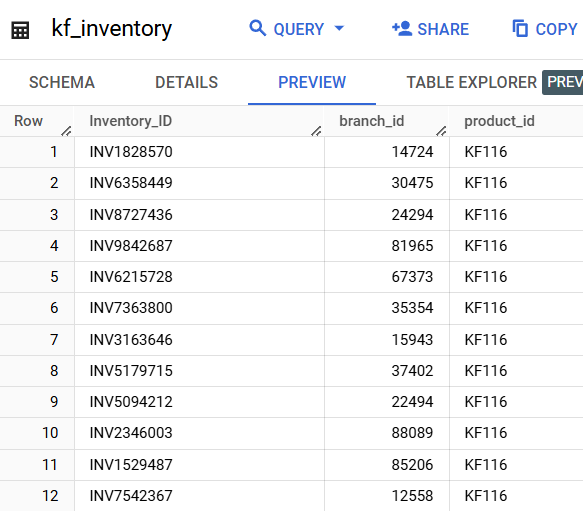 kf_inventory QUERY SHARE COPY
SCHEMA DETAILS PREVIEW TABLE EXPLORER PREV
Row Inventory_ID branch_id product_id
1 INV1828570 14724 KF116
2 INV6358449 30475 KF116
3 INV8727436 24294 KF116
4 INV9842687 81965 KF116
5 INV6215728 67373 KF116
6 INV7363800 35354 KF116
7 INV3163646 15943 KF116
8 INV5179715 37402 KF116
9 INV5094212 22494 KF116
10 INV2346003 88089 KF116
11 INV1529487 85206 KF116
12 INV7542367 12558 KF116